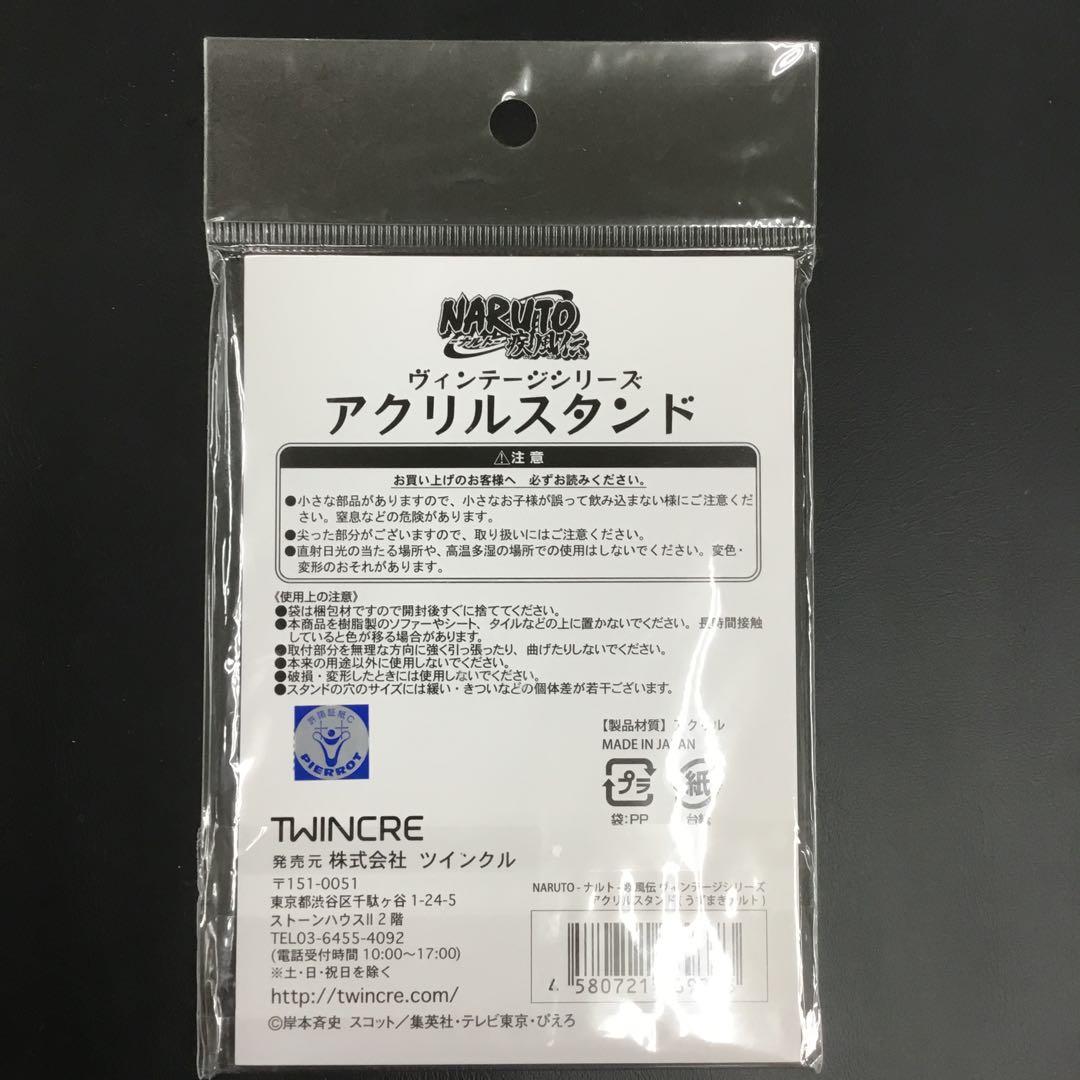 NARUTO
-ナルト-
疾風伝
ヴィンテージシリーズ
アクリルスタンド
⚠注意
お買い上げのお客様へ　必ずお読みください。
●小さな部品がありますので、小さなお子様が誤って飲み込まない様にご注意くだ
さい。窒息などの危険があります。
●尖った部分がございますので、取り扱いにはご注意ください。
●直射日光の当たる場所や、高温多湿の場所での使用はしないでください。変色・
変形のおそれがあります。
《使用上の注意》
●袋は梱包材ですので開封後すぐに捨ててください。
●本商品を樹脂製のソファーやシート、タイルなどの上に置かないでください。長時間接触
していると色が移る場合があります。
●取付部分を無理な方向に強く引っ張ったり、曲げたりしないでください。
●本来の用途以外に使用しないでください。
●破損・変形したときには使用しないでください。
●スタンドの穴のサイズには緩い・きついなどの個体差が若干ございます。
許諾証紙C
PIERROT
【製品材質】アクリル
MADE IN JAPAN
プラ
紙
袋:PP
台紙
TWINCRE
発売元 株式会社 ツインクル
〒151-0051
東京都渋谷区千駄ヶ谷 1-24-5
ストーンハウスII 2 階
TEL03-6455-4092
(電話受付時間 10:00～17:00)
※土・日・祝日を除く
http://twincre.com/
NARUTO - ナルト - 疾風伝 ヴィンテージシリーズ
アクリルスタンド ( うずまきナルト )
©岸本斉史 スコット／集英社・テレビ東京・ぴえろ